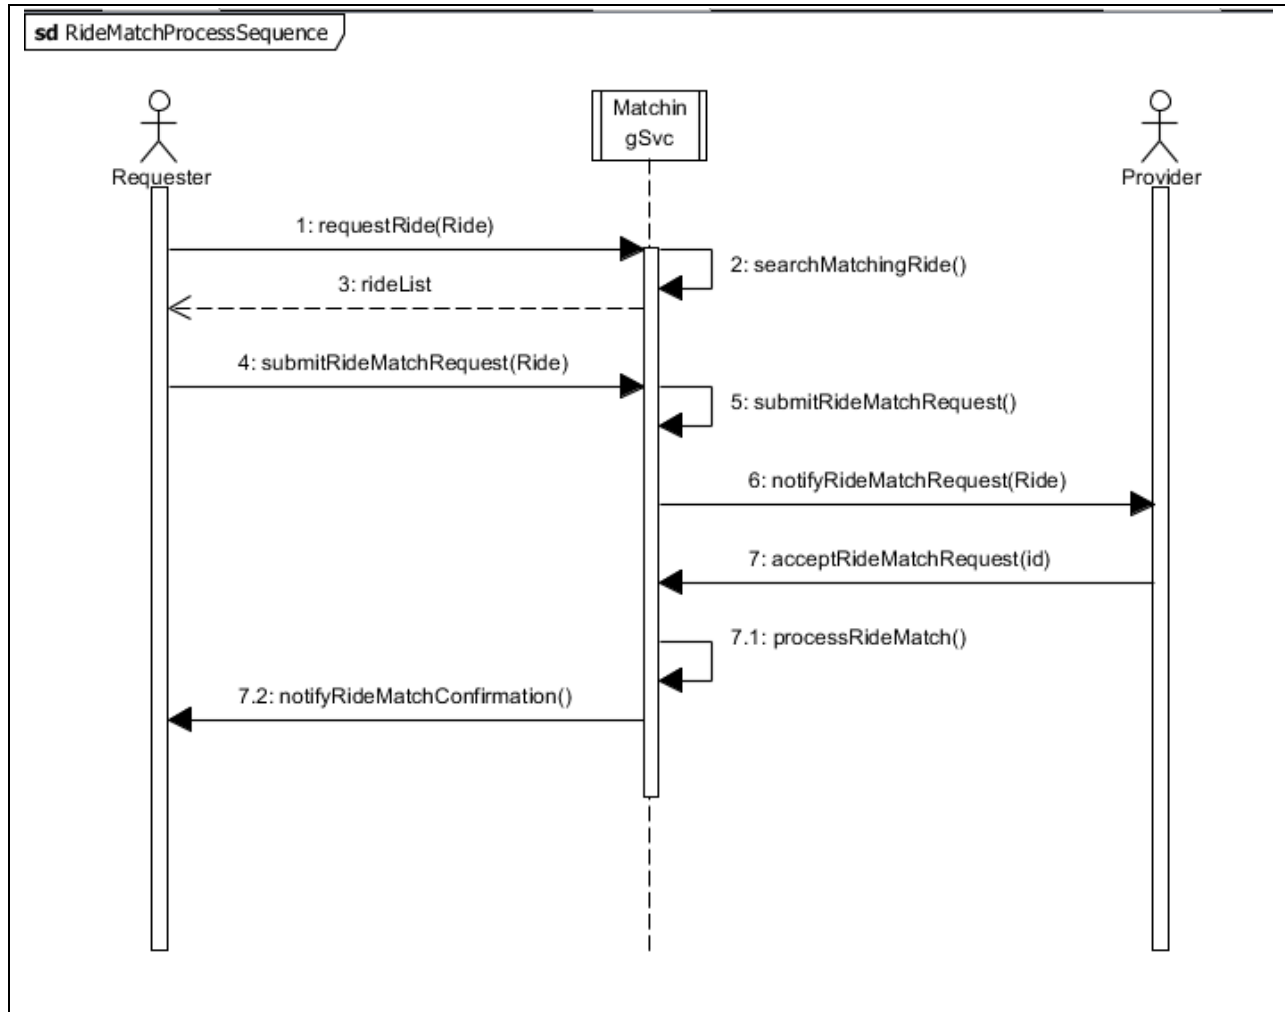 sd RideMatchProcessSequence
Matchin
gSvc
Requester
Provider
1: requestRide(Ride)
2: searchMatchingRide()
3: rideList
4: submitRideMatchRequest(Ride)
5: submitRideMatchRequest()
6: notifyRideMatchRequest(Ride)
7: acceptRideMatchRequest(id)
7.1: processRideMatch()
7.2: notifyRideMatchConfirmation()